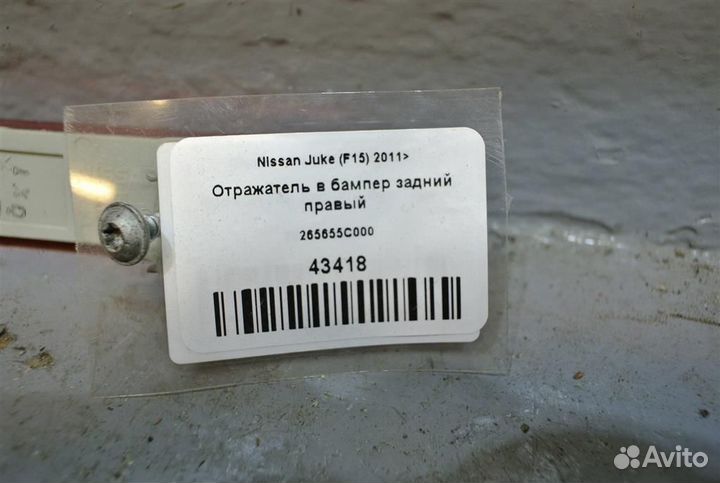 Nissan Juke (F15) 2011>
Отражатель в бампер задний
правый
265655C000
43418
Avito